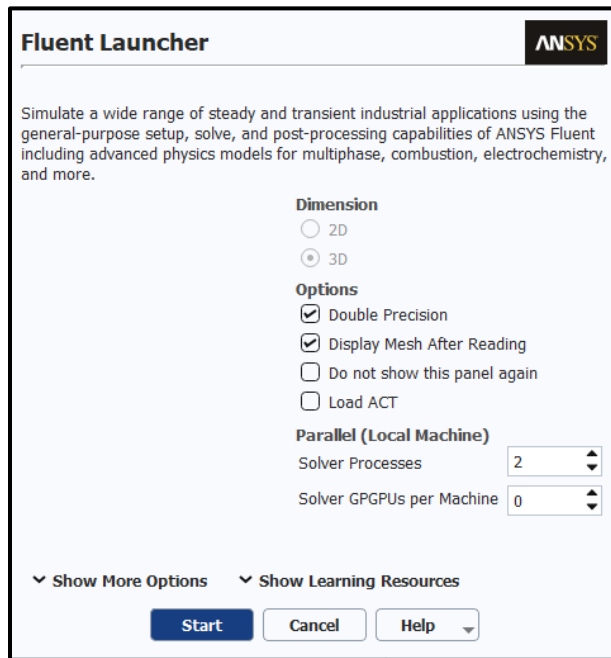 Fluent Launcher
ANSYS
Simulate a wide range of steady and transient industrial applications using the
general-purpose setup, solve, and post-processing capabilities of ANSYS Fluent
including advanced physics models for multiphase, combustion, electrochemistry,
and more.
Dimension
2D
3D
Options
Double Precision
Display Mesh After Reading
Do not show this panel again
Load ACT
Parallel (Local Machine)
Solver Processes 2
Solver GPGPUs per Machine 0
Show More Options Show Learning Resources
Start Cancel Help